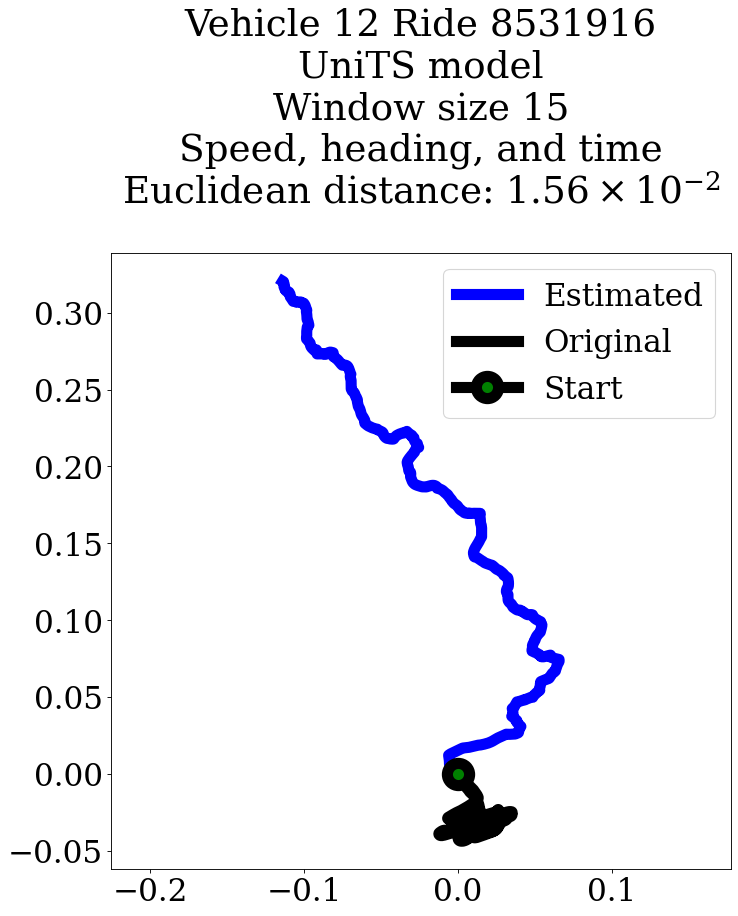 Vehicle 12 Ride 8531916
UniTS model
Window size 15
Speed, heading, and time
Euclidean distance: 1.56 × 10⁻²
Estimated
Original
Start
0.30
0.25
0.20
0.15
0.10
0.05
0.00
−0.05
−0.2 −0.1 0.0 0.1